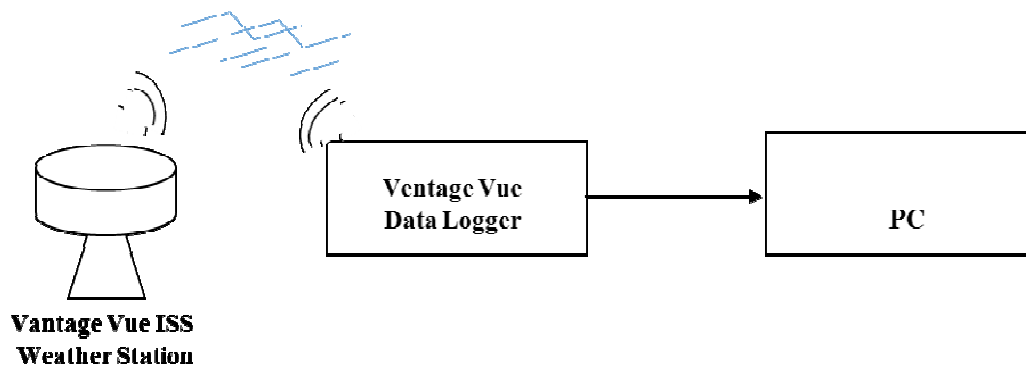 Ventage Vue
Data Logger
PC
Vantage Vue ISS
Weather Station